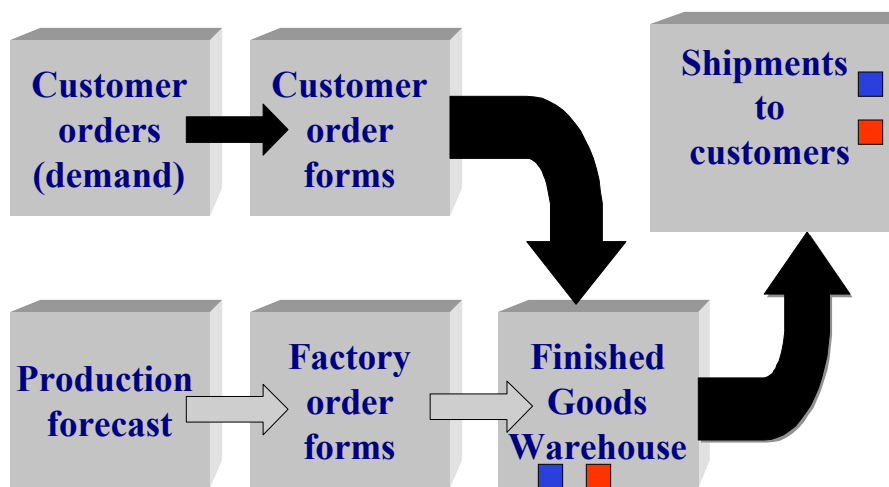 Customer
orders
(demand)
Customer
order
forms
Shipments
to
customers
Production
forecast
Factory
order
forms
Finished
Goods
Warehouse